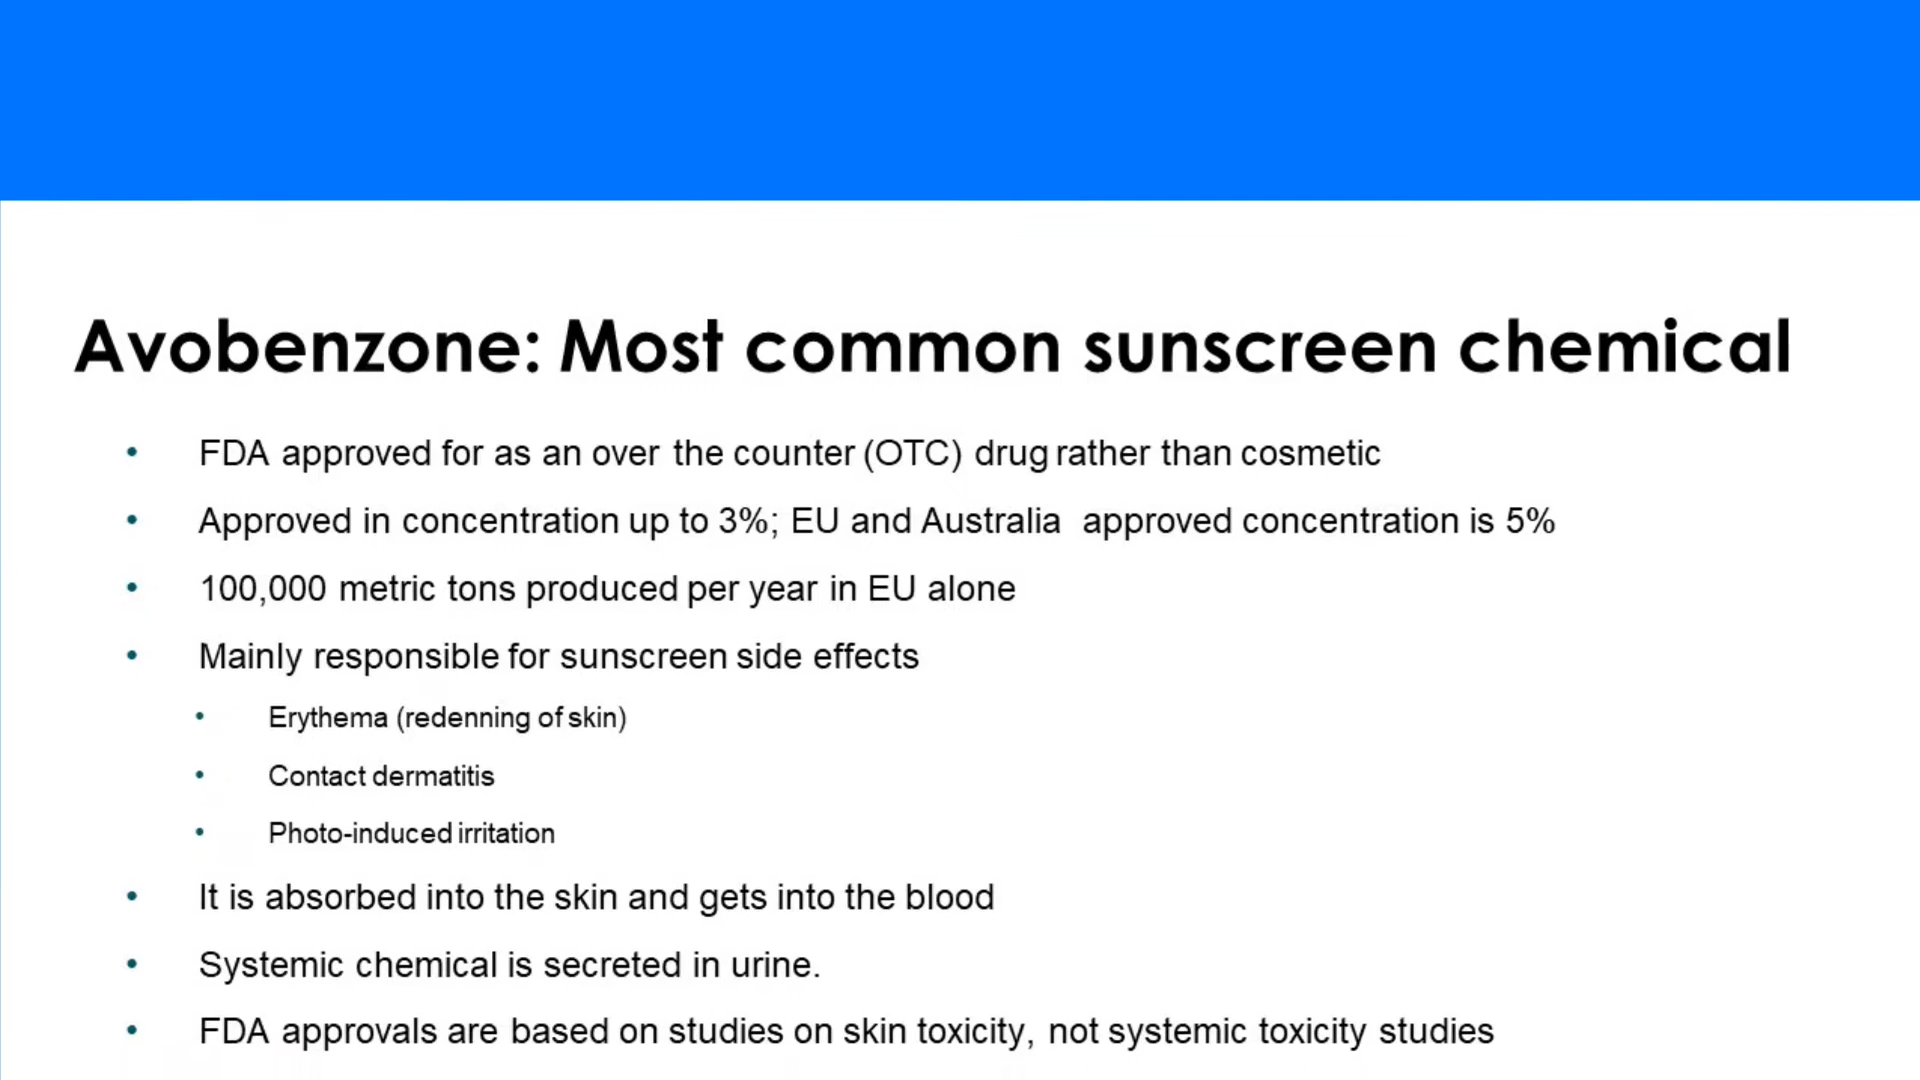 Avobenzone: Most common sunscreen chemical
• FDA approved for as an over the counter (OTC) drug rather than cosmetic
• Approved in concentration up to 3%; EU and Australia approved concentration is 5%
• 100,000 metric tons produced per year in EU alone
• Mainly responsible for sunscreen side effects
• Erythema (redenning of skin)
• Contact dermatitis
• Photo-induced irritation
• It is absorbed into the skin and gets into the blood
• Systemic chemical is secreted in urine.
• FDA approvals are based on studies on skin toxicity, not systemic toxicity studies